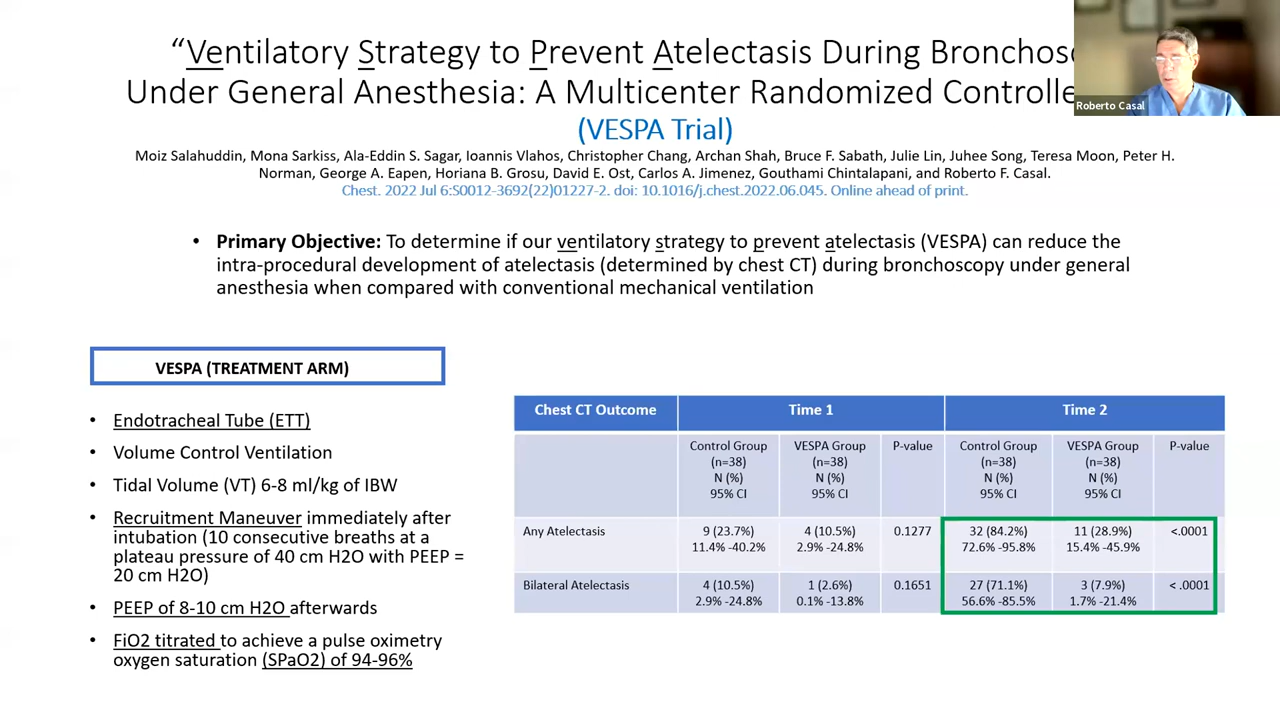 “Ventilatory Strategy to Prevent Atelectasis During Bronchosc
Under General Anesthesia: A Multicenter Randomized Controlle
(VESPA Trial)
Moiz Salahuddin, Mona Sarkiss, Ala-Eddin S. Sagar, Ioannis Vlahos, Christopher Chang, Archan Shah, Bruce F. Sabath, Julie Lin, Juhee Song, Teresa Moon, Peter H.
Norman, George A. Eapen, Horiana B. Grosu, David E. Ost, Carlos A. Jimenez, Gouthami Chintalapani, and Roberto F. Casal.
Chest. 2022 Jul 6:S0012-3692(22)01227-2. doi: 10.1016/j.chest.2022.06.045. Online ahead of print.
Roberto Casal
• Primary Objective: To determine if our ventilatory strategy to prevent atelectasis (VESPA) can reduce the
intra-procedural development of atelectasis (determined by chest CT) during bronchoscopy under general
anesthesia when compared with conventional mechanical ventilation
VESPA (TREATMENT ARM)
• Endotracheal Tube (ETT)
• Volume Control Ventilation
• Tidal Volume (VT) 6-8 ml/kg of IBW
• Recruitment Maneuver immediately after
intubation (10 consecutive breaths at a
plateau pressure of 40 cm H2O with PEEP =
20 cm H2O)
• PEEP of 8-10 cm H2O afterwards
• FiO2 titrated to achieve a pulse oximetry
oxygen saturation (SPaO2) of 94-96%
Chest CT Outcome Time 1 Time 2
Control Group VESPA Group P-value Control Group VESPA Group P-value
(n=38) (n=38) (n=38) (n=38)
N (%) N (%) N (%) N (%)
95% CI 95% CI 95% CI 95% CI
Any Atelectasis 9 (23.7%) 4 (10.5%) 0.1277 32 (84.2%) 11 (28.9%) <.0001
11.4% -40.2% 2.9% -24.8% 72.6% -95.8% 15.4% -45.9%
Bilateral Atelectasis 4 (10.5%) 1 (2.6%) 0.1651 27 (71.1%) 3 (7.9%) < .0001
2.9% -24.8% 0.1% -13.8% 56.6% -85.5% 1.7% -21.4%